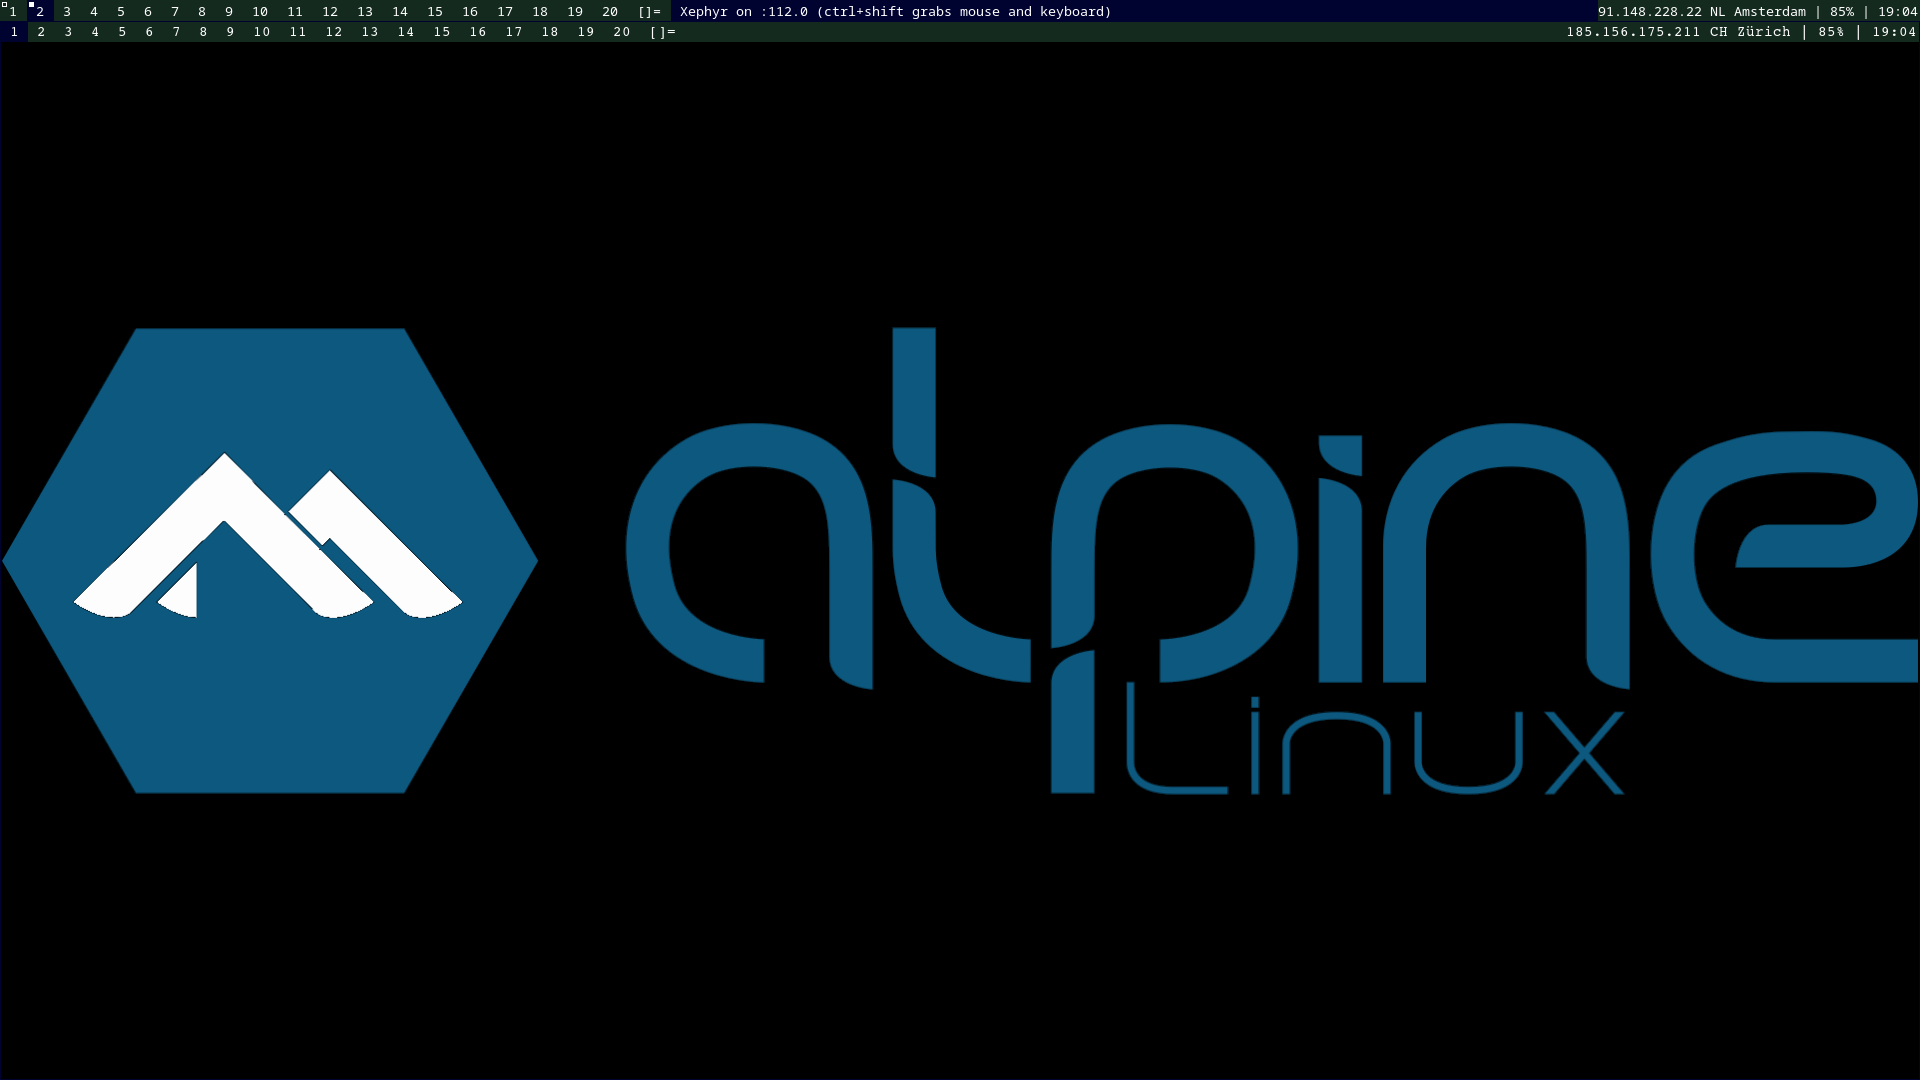 1 2 3 4 5 6 7 8 9 10 11 12 13 14 15 16 17 18 19 20 []= Xephyr on :112.0 (ctrl+shift grabs mouse and keyboard) 91.148.228.22 NL Amsterdam | 85% | 19:04
1 2 3 4 5 6 7 8 9 10 11 12 13 14 15 16 17 18 19 20 []= 185.156.175.211 CH Zürich | 85% | 19:04
alpine
Linux